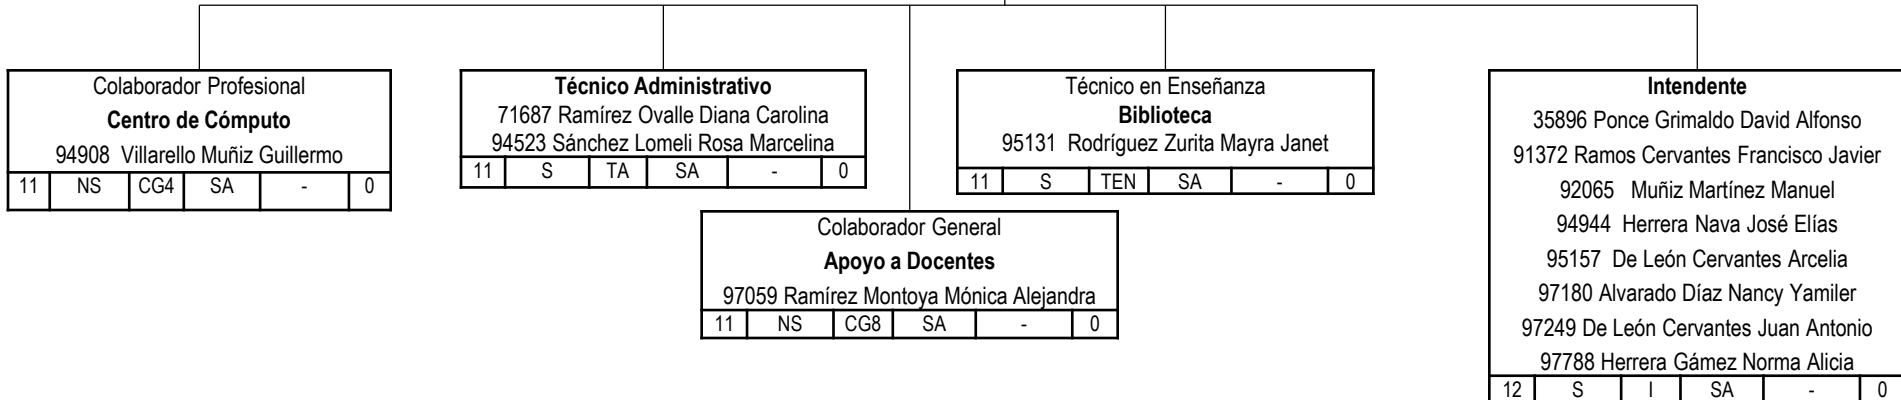 Colaborador Profesional
Centro de Cómputo
94908 Villarello Muñiz Guillermo
11 NS CG4 SA - 0
Técnico Administrativo
71687 Ramírez Ovalle Diana Carolina
94523 Sánchez Lomeli Rosa Marcelina
11 S TA SA - 0
Colaborador General
Apoyo a Docentes
97059 Ramírez Montoya Mónica Alejandra
11 NS CG8 SA - 0
Técnico en Enseñanza
Biblioteca
95131 Rodríguez Zurita Mayra Janet
11 S TEN SA - 0
Intendente
35896 Ponce Grimaldo David Alfonso
91372 Ramos Cervantes Francisco Javier
92065 Muñiz Martínez Manuel
94944 Herrera Nava José Elías
95157 De León Cervantes Arcelia
97180 Alvarado Díaz Nancy Yamiler
97249 De León Cervantes Juan Antonio
97788 Herrera Gámez Norma Alicia
12 S I SA - 0